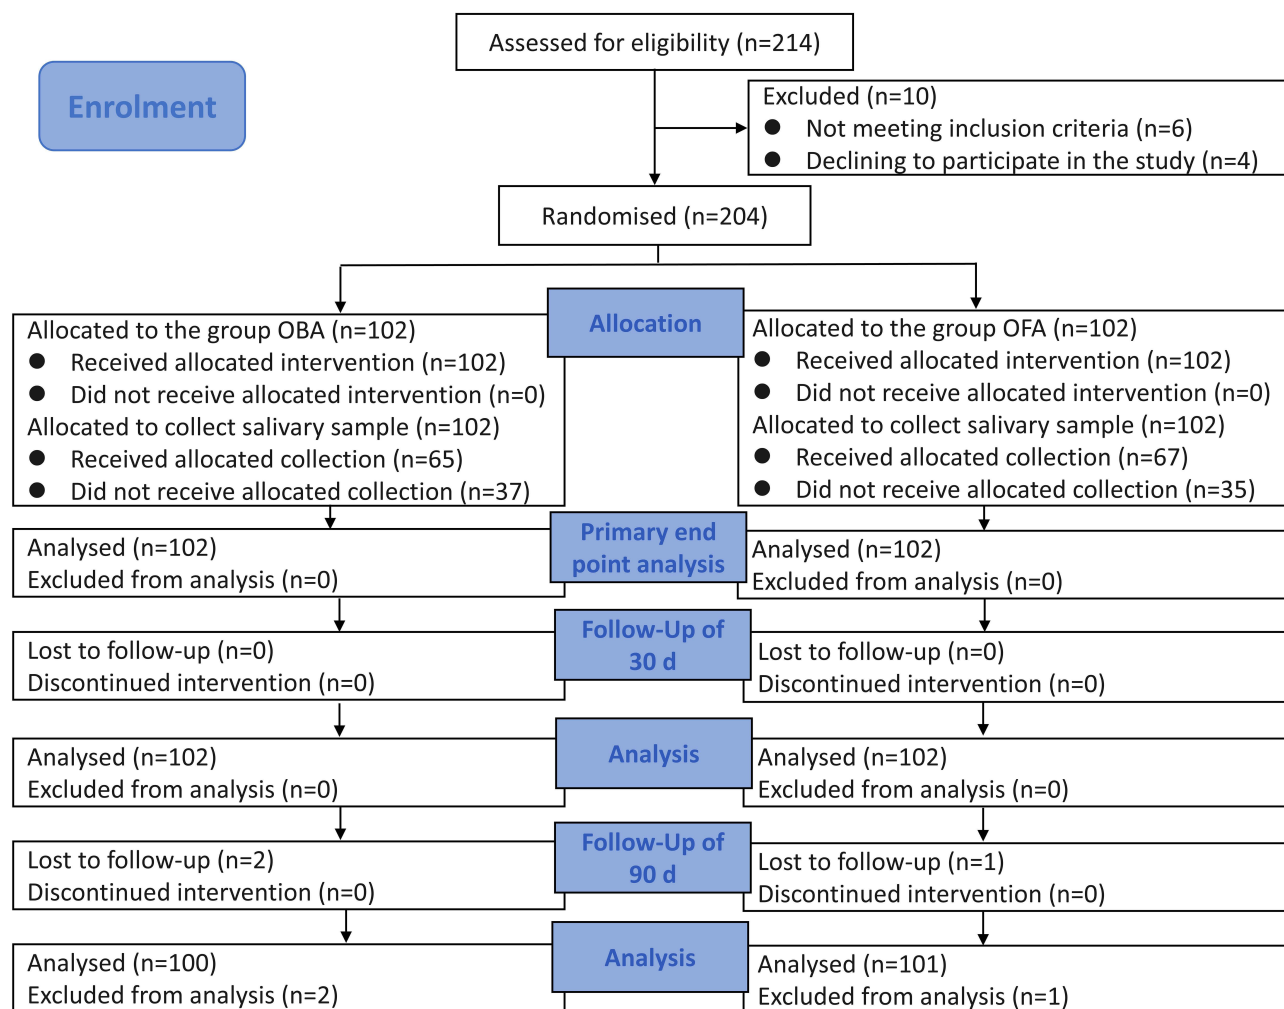 Assessed for eligibility (n=214)
Enrolment
Excluded (n=10)
● Not meeting inclusion criteria (n=6)
● Declining to participate in the study (n=4)
Randomised (n=204)
Allocation
Allocated to the group OBA (n=102)
● Received allocated intervention (n=102)
● Did not receive allocated intervention (n=0)
Allocated to collect salivary sample (n=102)
● Received allocated collection (n=65)
● Did not receive allocated collection (n=37)
Allocated to the group OFA (n=102)
● Received allocated intervention (n=102)
● Did not receive allocated intervention (n=0)
Allocated to collect salivary sample (n=102)
● Received allocated collection (n=67)
● Did not receive allocated collection (n=35)
Primary end
point analysis
Analysed (n=102)
Excluded from analysis (n=0)
Analysed (n=102)
Excluded from analysis (n=0)
Follow-Up of
30 d
Lost to follow-up (n=0)
Discontinued intervention (n=0)
Lost to follow-up (n=0)
Discontinued intervention (n=0)
Analysis
Analysed (n=102)
Excluded from analysis (n=0)
Analysed (n=102)
Excluded from analysis (n=0)
Follow-Up of
90 d
Lost to follow-up (n=2)
Discontinued intervention (n=0)
Lost to follow-up (n=1)
Discontinued intervention (n=0)
Analysis
Analysed (n=100)
Excluded from analysis (n=2)
Analysed (n=101)
Excluded from analysis (n=1)